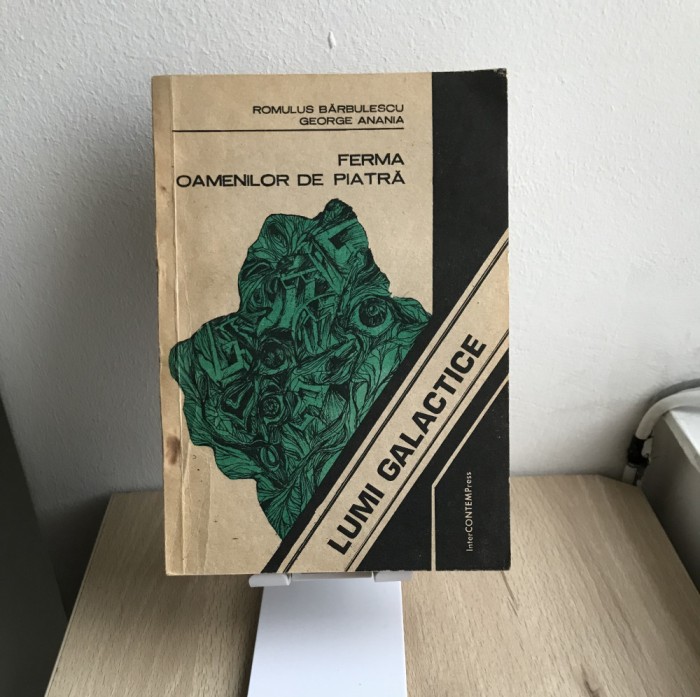 ROMULUS BĂRBULESCU
GEORGE ANANIA
FERMA
OAMENILOR DE PIATRĂ
LUMI GALACTICE
InterCONTEMPress